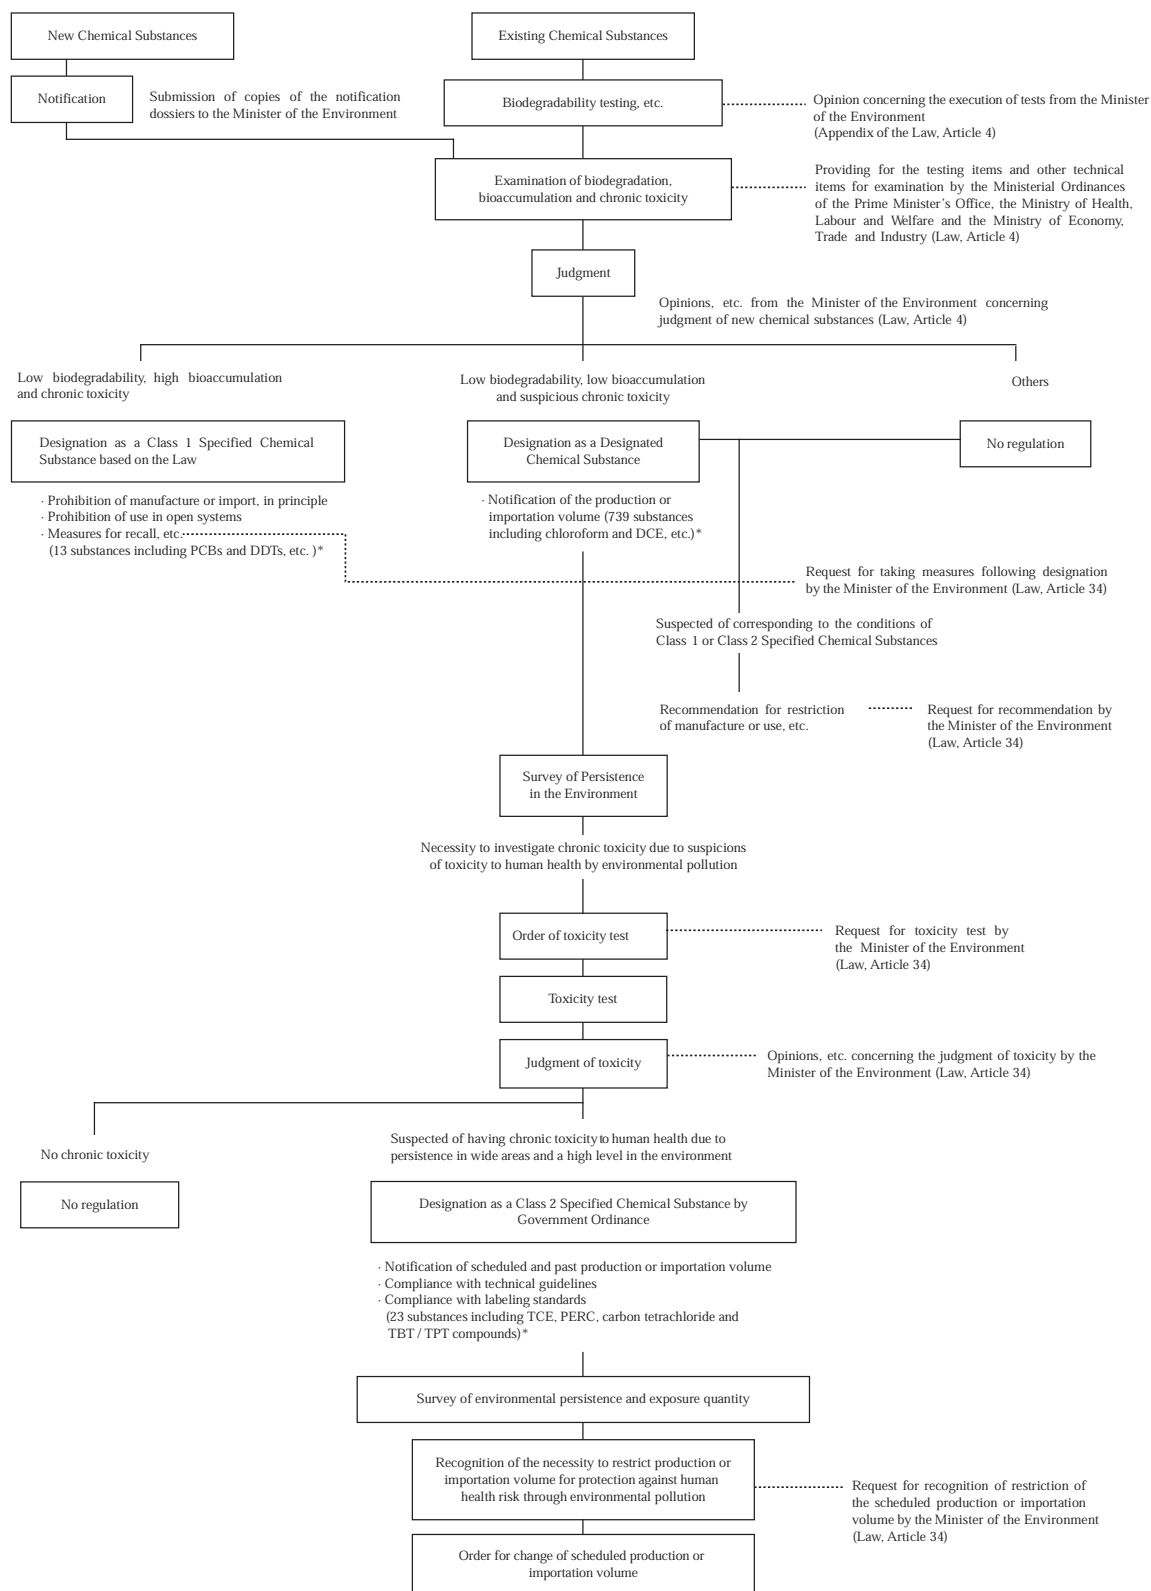 New Chemical Substances
Existing Chemical Substances
Notification
Submission of copies of the notification
dossiers to the Minister of the Environment
Biodegradability testing, etc.
Opinion concerning the execution of tests from the Minister
of the Environment
(Appendix of the Law, Article 4)
Examination of biodegradation,
bioaccumulation and chronic toxicity
Providing for the testing items and other technical
items for examination by the Ministerial Ordinances
of the Prime Minister's Office, the Ministry of Health,
Labour and Welfare and the Ministry of Economy,
Trade and Industry (Law, Article 4)
Judgment
Opinions, etc. from the Minister of the Environment concerning
judgment of new chemical substances (Law, Article 4)
Low biodegradability, high bioaccumulation
and chronic toxicity
Low biodegradability, low bioaccumulation
and suspicious chronic toxicity
Others
Designation as a Class 1 Specified Chemical
Substance based on the Law
Designation as a Designated
Chemical Substance
No regulation
· Prohibition of manufacture or import, in principle
· Prohibition of use in open systems
· Measures for recall, etc.
(13 substances including PCBs and DDTs, etc. )*
· Notification of the production or
importation volume (739 substances
including chloroform and DCE, etc.)*
Request for taking measures following designation
by the Minister of the Environment (Law, Article 34)
Suspected of corresponding to the conditions of
Class 1 or Class 2 Specified Chemical Substances
Recommendation for restriction
of manufacture or use, etc.
Request for recommendation by
the Minister of the Environment
(Law, Article 34)
Survey of Persistence
in the Environment
Necessity to investigate chronic toxicity due to suspicions
of toxicity to human health by environmental pollution
Order of toxicity test
Request for toxicity test by
the Minister of the Environment
(Law, Article 34)
Toxicity test
Judgment of toxicity
Opinions, etc. concerning the judgment of toxicity by the
Minister of the Environment (Law, Article 34)
No chronic toxicity
Suspected of having chronic toxicity to human health due to
persistence in wide areas and a high level in the environment
No regulation
Designation as a Class 2 Specified Chemical Substance by
Government Ordinance
· Notification of scheduled and past production or importation volume
· Compliance with technical guidelines
· Compliance with labeling standards
(23 substances including TCE, PERC, carbon tetrachloride and
TBT / TPT compounds)*
Survey of environmental persistence and exposure quantity
Recognition of the necessity to restrict production or
importation volume for protection against human
health risk through environmental pollution
Request for recognition of restriction of
the scheduled production or importation
volume by the Minister of the Environment
(Law, Article 34)
Order for change of scheduled production or
importation volume